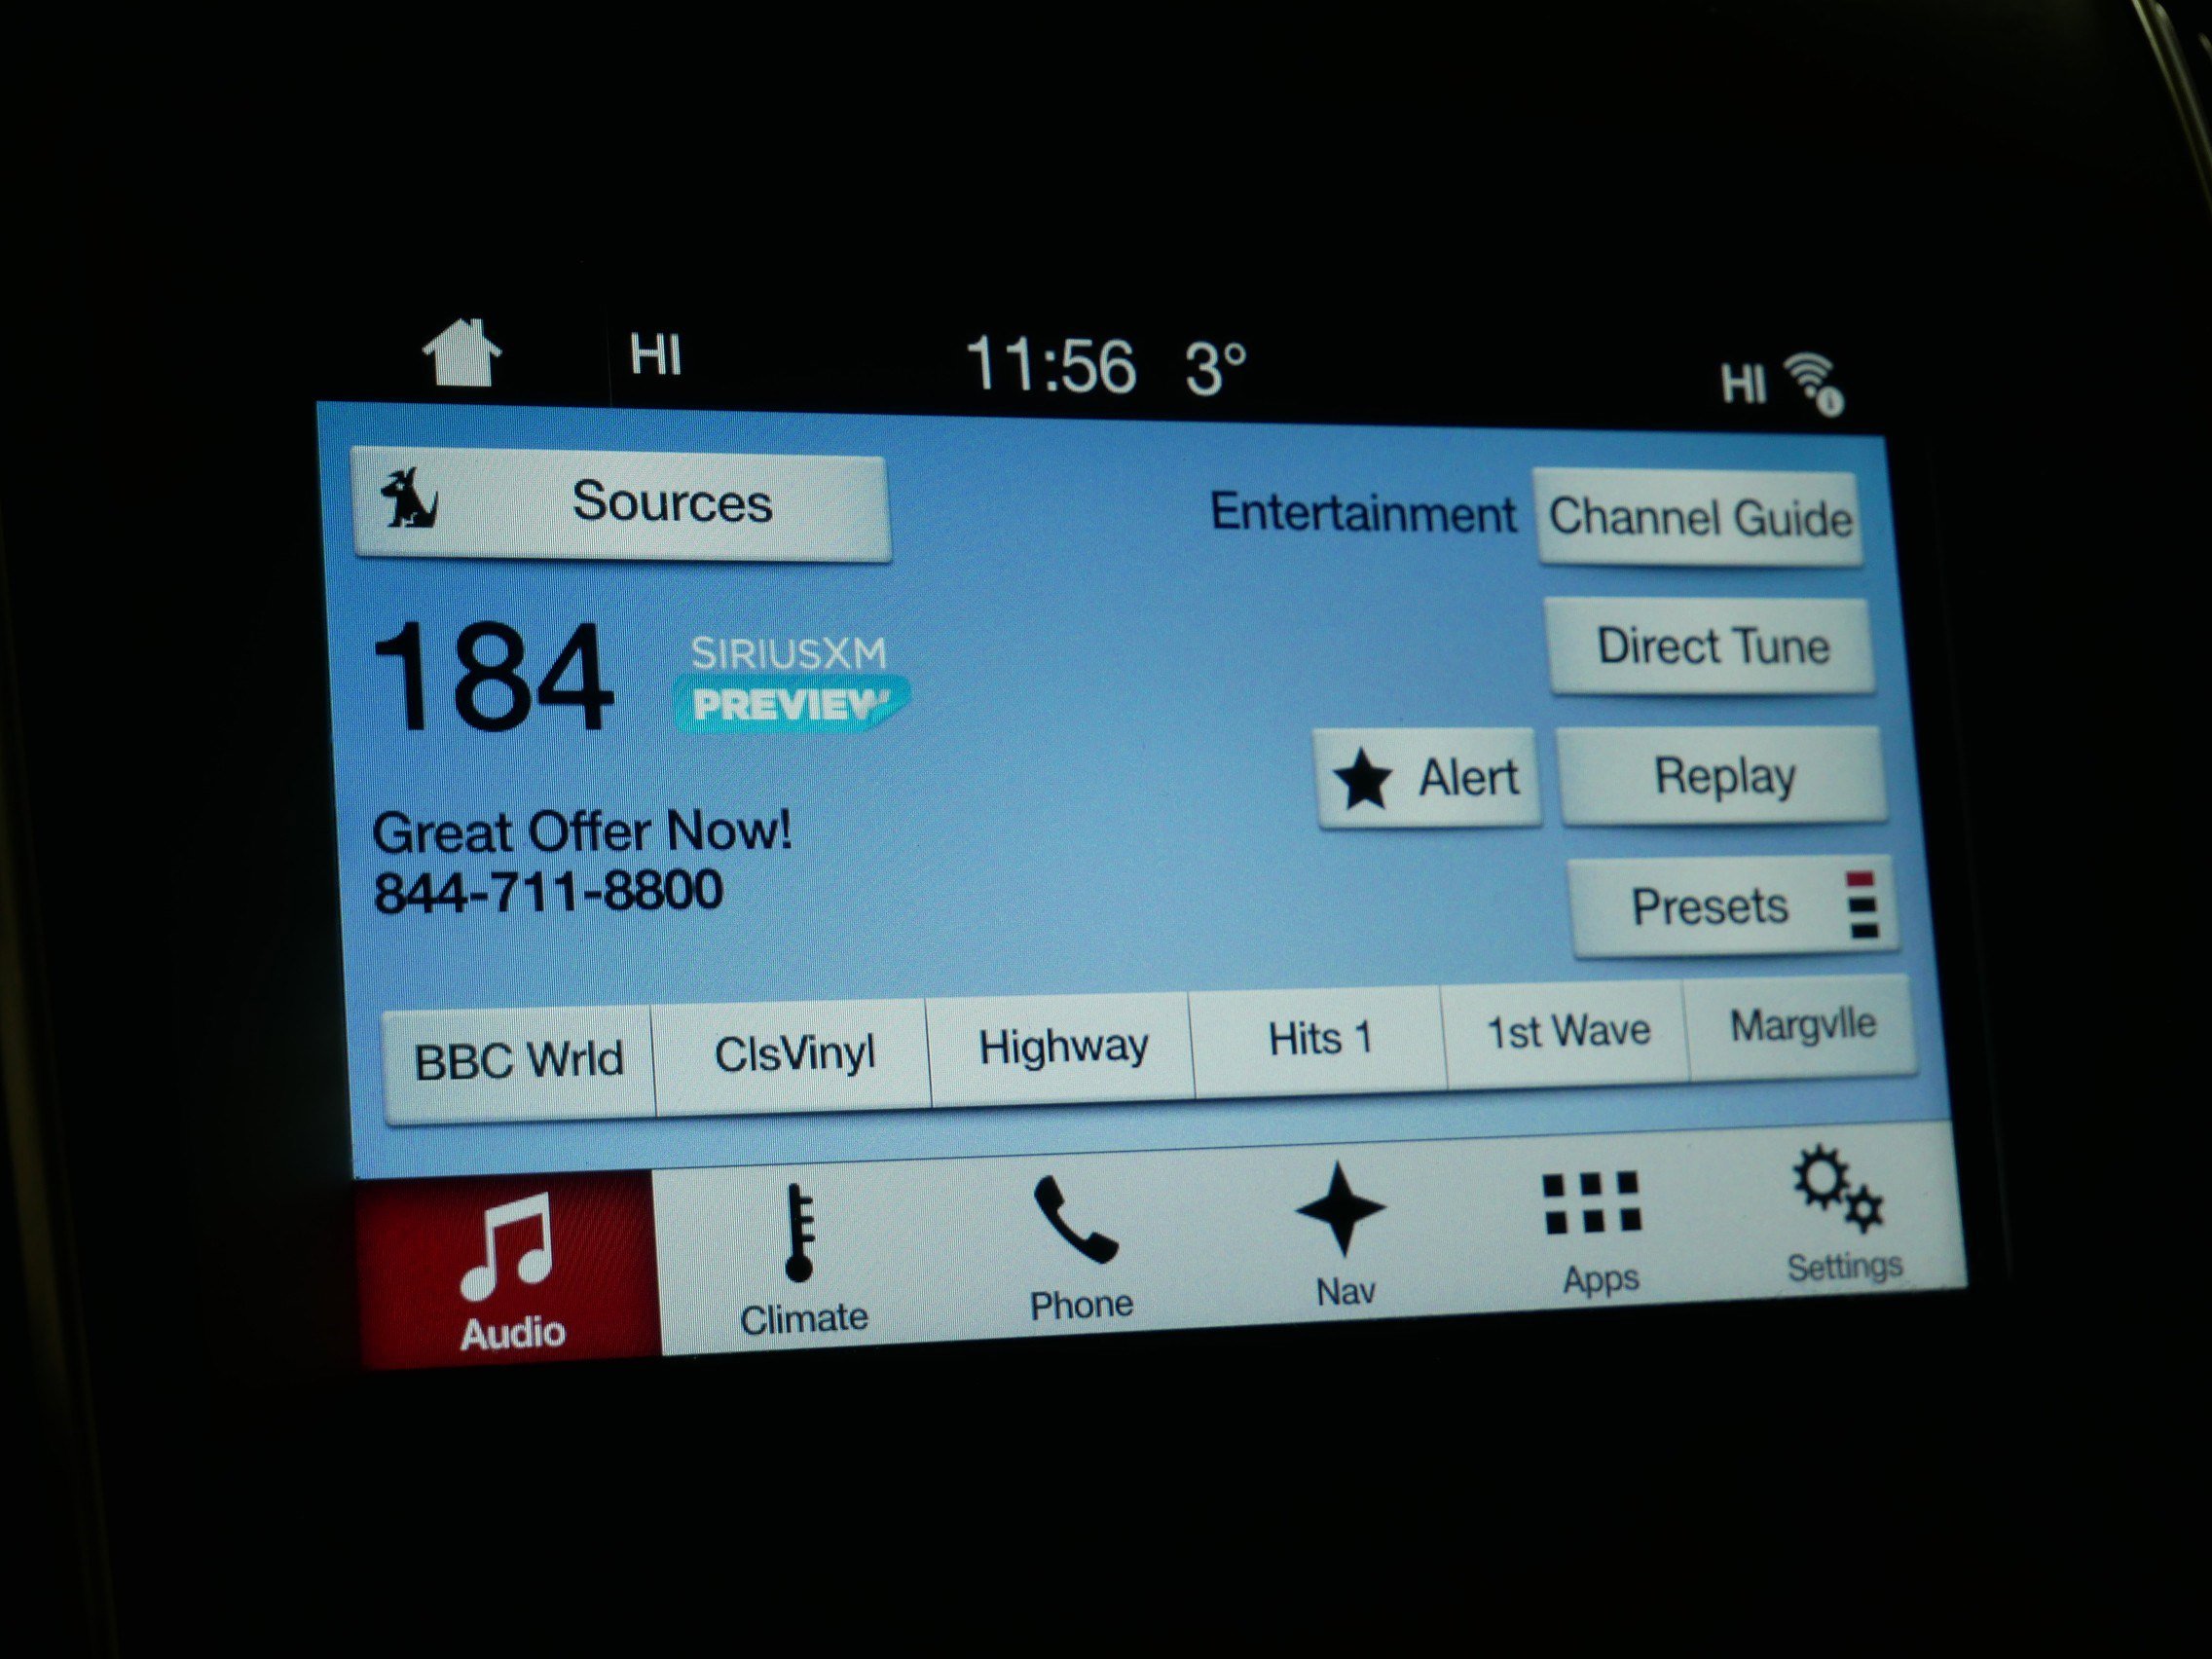 HI 11:56 3° HI
Sources
Entertainment Channel Guide
184 SIRIUSXM
PREVIEW
Direct Tune
Alert Replay
Great Offer Now!
844-711-8800
Presets
BBC Wrld ClsVinyl Highway Hits 1 1st Wave Margvlle
Audio Climate Phone Nav Apps Settings